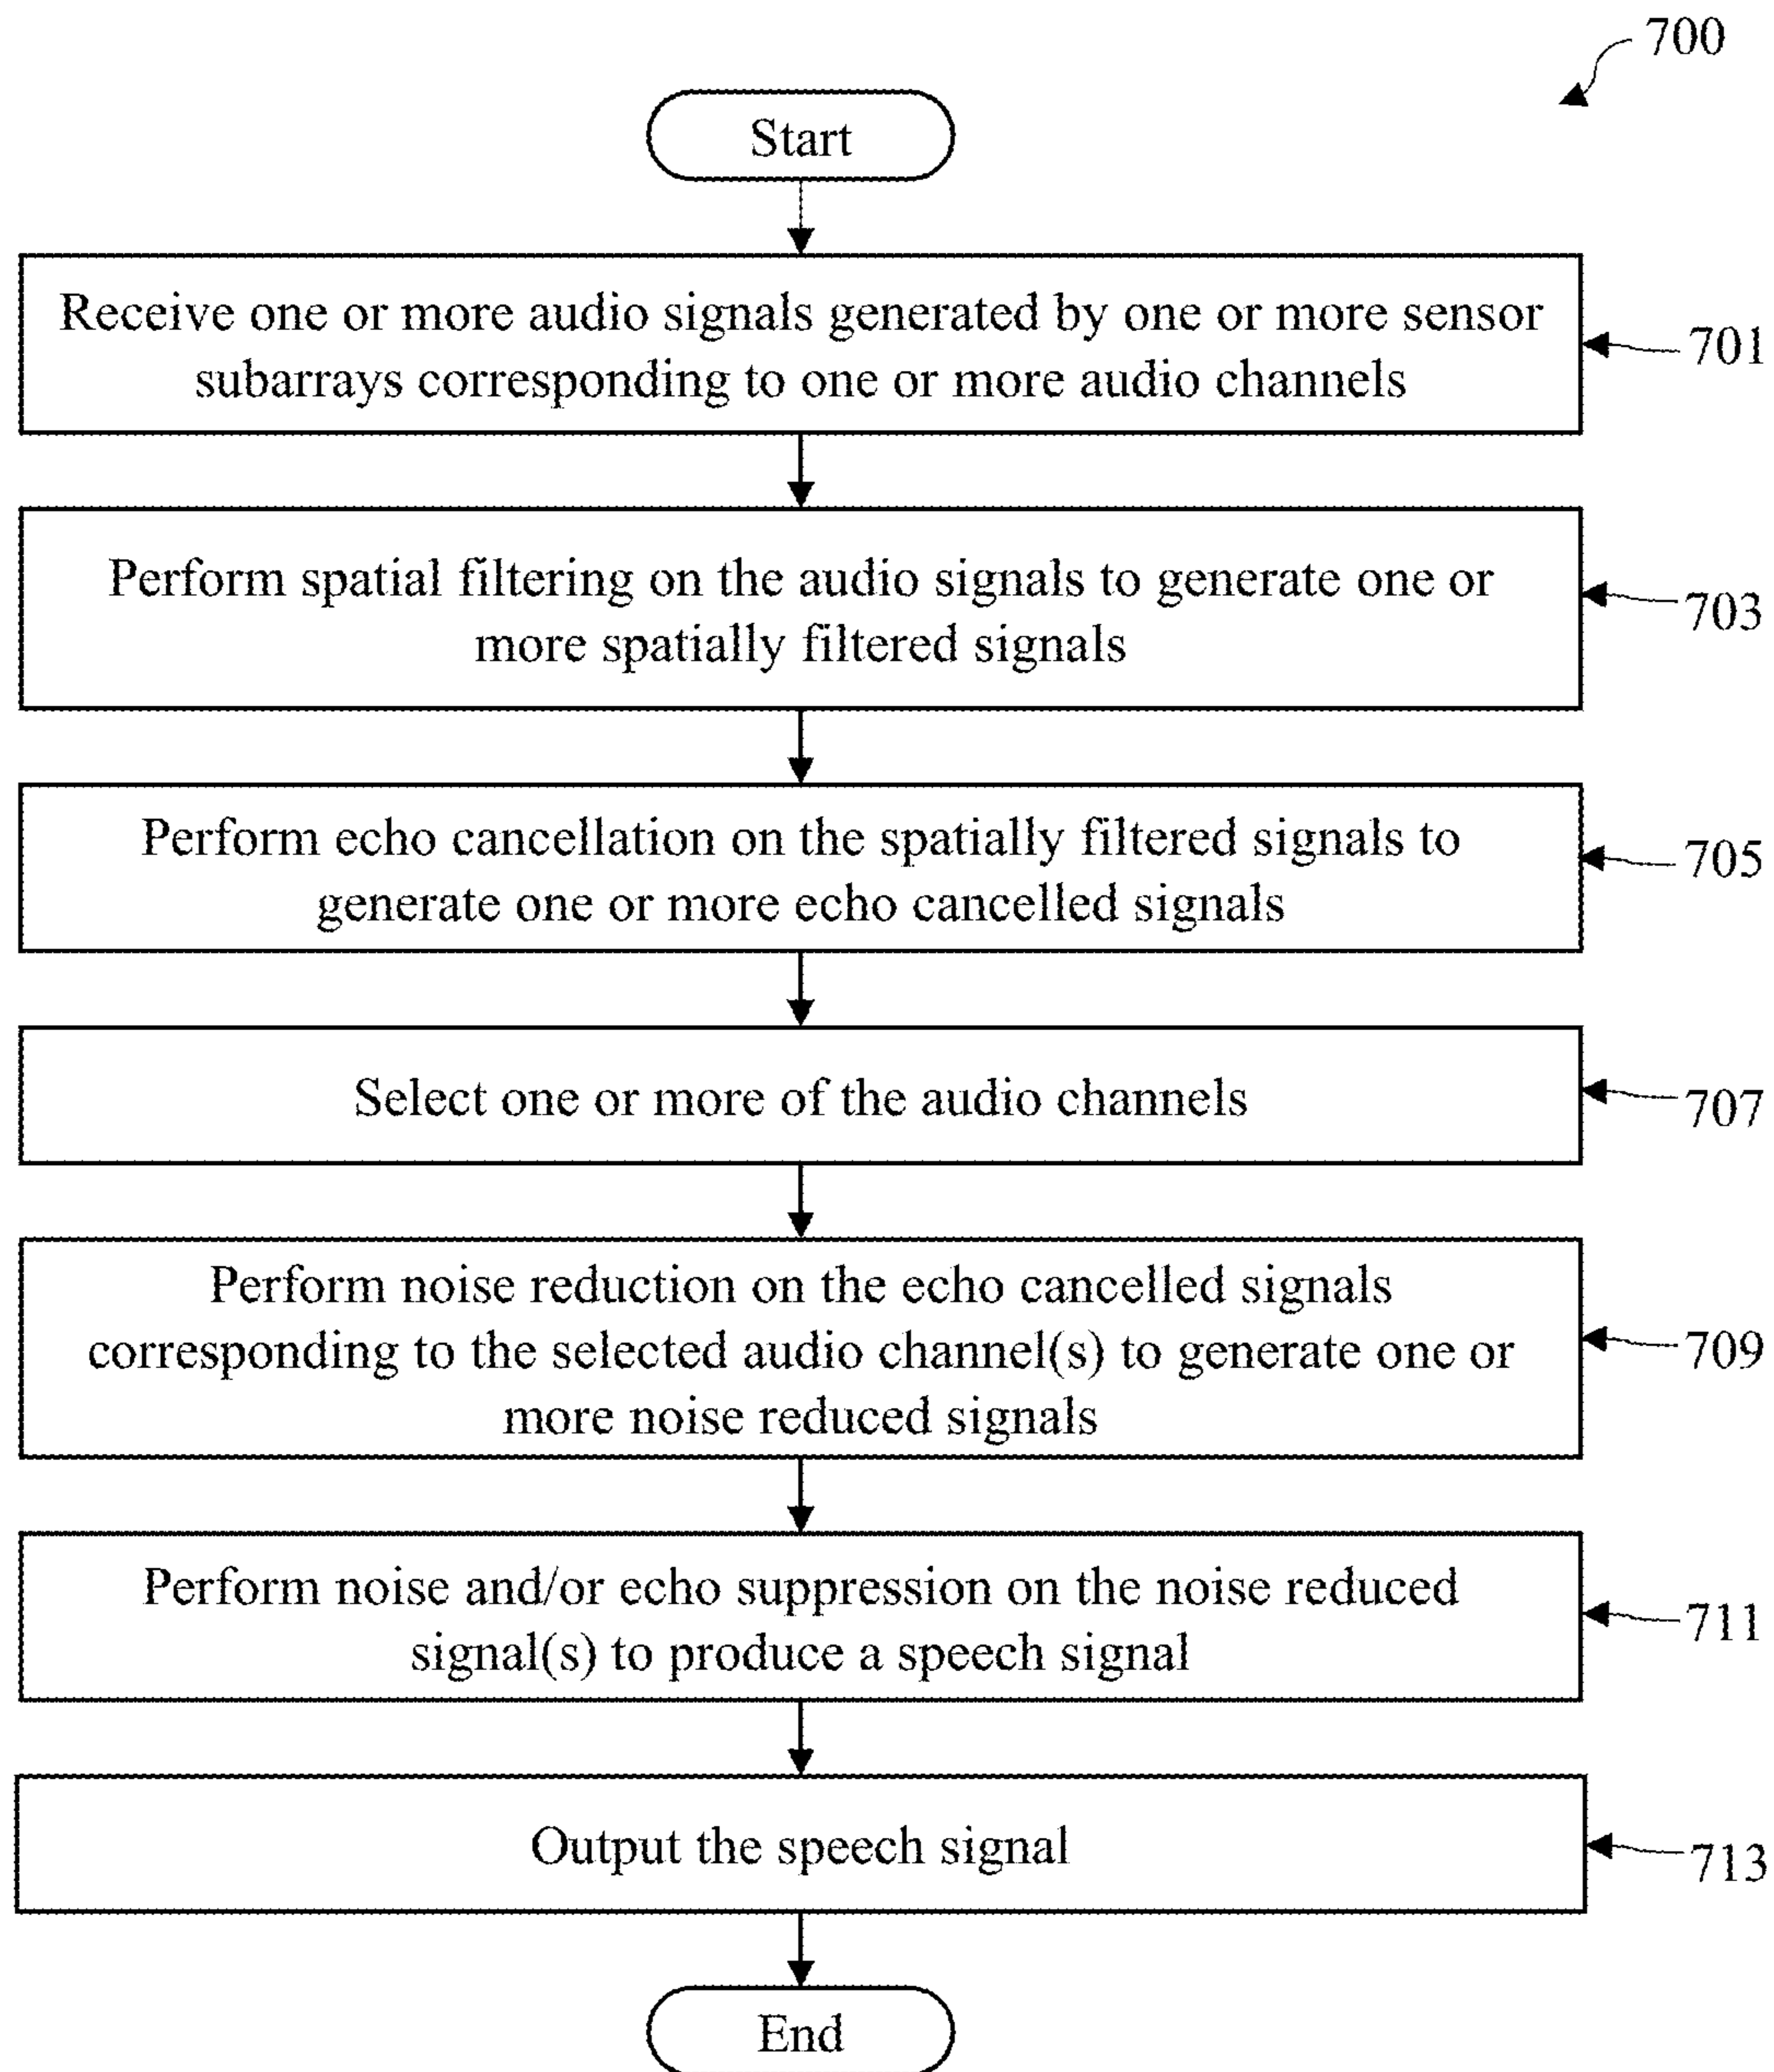 700
Start
Receive one or more audio signals generated by one or more sensor
subarrays corresponding to one or more audio channels
701
Perform spatial filtering on the audio signals to generate one or
more spatially filtered signals
703
Perform echo cancellation on the spatially filtered signals to
generate one or more echo cancelled signals
705
Select one or more of the audio channels
707
Perform noise reduction on the echo cancelled signals
corresponding to the selected audio channel(s) to generate one or
more noise reduced signals
709
Perform noise and/or echo suppression on the noise reduced
signal(s) to produce a speech signal
711
Output the speech signal
713
End